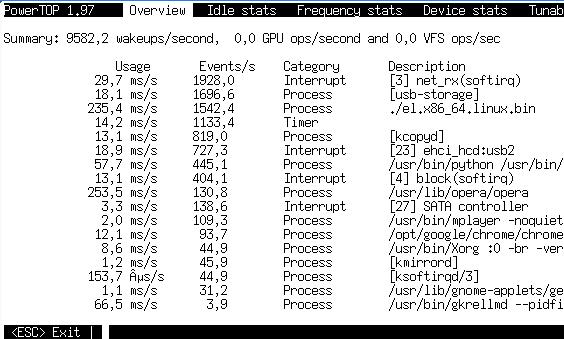 PowerTOP 1.97 Overview Idle stats Frequency stats Device stats Tunab
Summary: 9582,2 wakeups/second, 0,0 GPU ops/second and 0,0 VFS ops/sec
Usage Events/s Category Description
29,7 ms/s 1928,0 Interrupt [3] net_rx(softirq)
18,1 ms/s 1696,6 Process [usb-storage]
235,4 ms/s 1542,4 Process ./el.x86_64.linux.bin
14,2 ms/s 1133,4 Timer
13,1 ms/s 819,0 Process [kcopyd]
18,9 ms/s 727,3 Interrupt [23] ehci_hcd:usb2
57,7 ms/s 445,1 Process /usr/bin/python /usr/bin/
13,1 ms/s 404,1 Interrupt [4] block(softirq)
253,5 ms/s 130,8 Process /usr/lib/opera/opera
3,3 ms/s 138,6 Interrupt [27] SATA controller
2,0 ms/s 109,3 Process /usr/bin/mplayer -noquiet
12,1 ms/s 93,7 Process /opt/google/chrome/chrome
8,6 ms/s 44,9 Process /usr/bin/Xorg :0 -br -ver
1,2 ms/s 45,9 Process [kmirrord]
153,7 Âµs/s 44,9 Process [ksoftirqd/3]
1,1 ms/s 31,2 Process /usr/lib/gnome-applets/ge
66,5 ms/s 3,9 Process /usr/bin/gkrellmd --pidfi
<ESC> Exit |